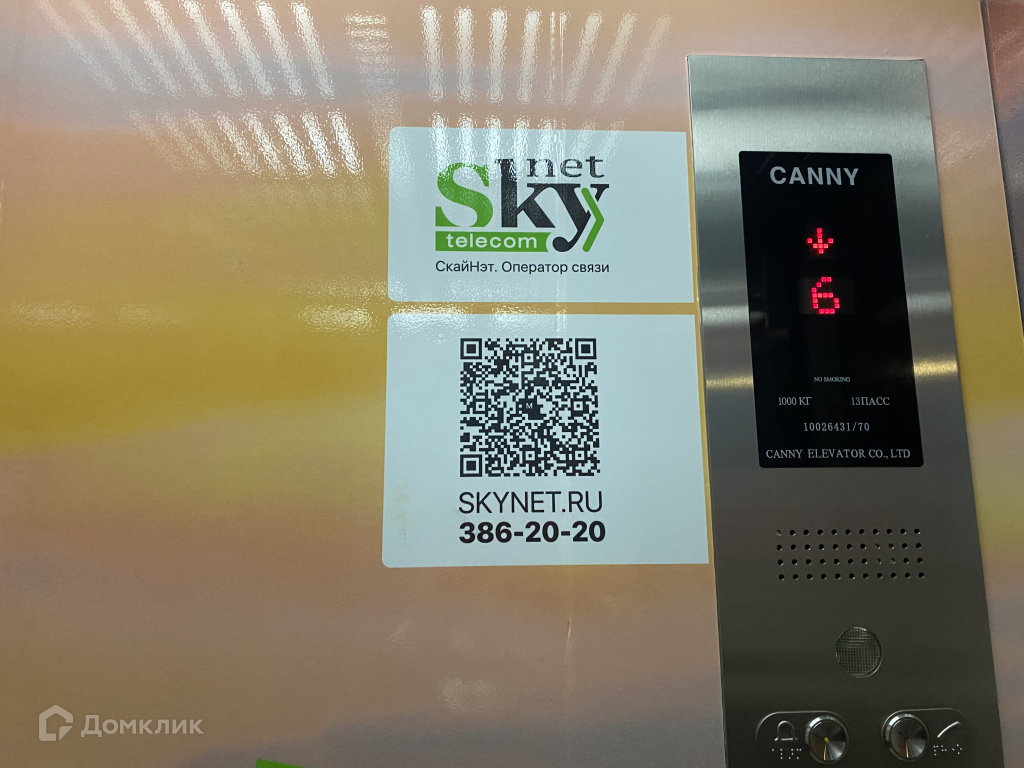 net
Sky
telecom
СкайНэт. Оператор связи
SKYNET.RU
386-20-20
CANNY
6
NO SMOKING
1000 КГ 13ПАСС
10026431/70
CANNY ELEVATOR CO., LTD
Домклик